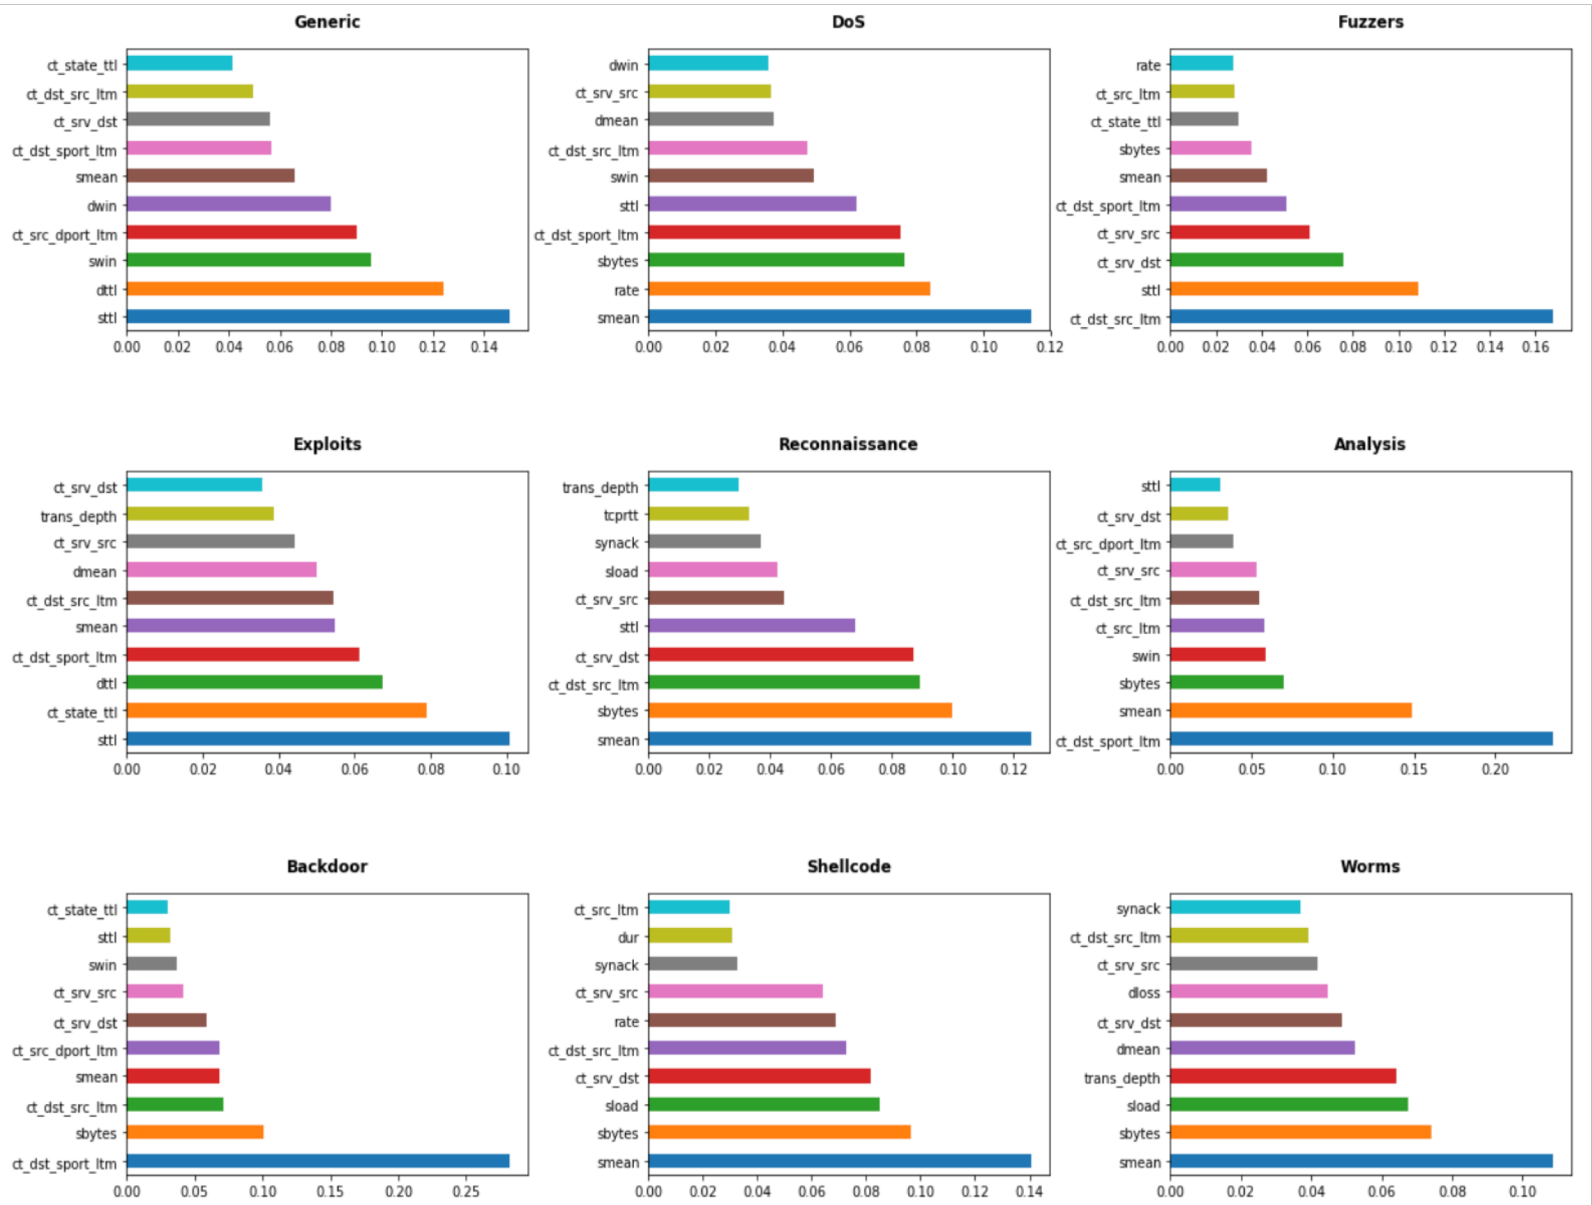 Generic
ct_state_ttl
ct_dst_src_ltm
ct_srv_dst
ct_dst_sport_ltm
smean
dwin
ct_src_dport_ltm
swin
dttl
sttl
0.00 0.02 0.04 0.06 0.08 0.10 0.12 0.14
DoS
dwin
ct_srv_src
dmean
ct_dst_src_ltm
swin
sttl
ct_dst_sport_ltm
sbytes
rate
smean
0.00 0.02 0.04 0.06 0.08 0.10 0.12
Fuzzers
rate
ct_src_ltm
ct_state_ttl
sbytes
smean
ct_dst_sport_ltm
ct_srv_src
ct_srv_dst
sttl
ct_dst_src_ltm
0.00 0.02 0.04 0.06 0.08 0.10 0.12 0.14 0.16
Exploits
ct_srv_dst
trans_depth
ct_srv_src
dmean
ct_dst_src_ltm
smean
ct_dst_sport_ltm
dttl
ct_state_ttl
sttl
0.00 0.02 0.04 0.06 0.08 0.10
Reconnaissance
trans_depth
tcprtt
synack
sload
ct_srv_src
sttl
ct_srv_dst
ct_dst_src_ltm
sbytes
smean
0.00 0.02 0.04 0.06 0.08 0.10 0.12
Analysis
sttl
ct_srv_dst
ct_src_dport_ltm
ct_srv_src
ct_dst_src_ltm
ct_src_ltm
swin
sbytes
smean
ct_dst_sport_ltm
0.00 0.05 0.10 0.15 0.20
Backdoor
ct_state_ttl
sttl
swin
ct_srv_src
ct_srv_dst
ct_src_dport_ltm
smean
ct_dst_src_ltm
sbytes
ct_dst_sport_ltm
0.00 0.05 0.10 0.15 0.20 0.25
Shellcode
ct_src_ltm
dur
synack
ct_srv_src
rate
ct_dst_src_ltm
ct_srv_dst
sload
sbytes
smean
0.00 0.02 0.04 0.06 0.08 0.10 0.12 0.14
Worms
synack
ct_dst_src_ltm
ct_srv_src
dloss
ct_srv_dst
dmean
trans_depth
sload
sbytes
smean
0.00 0.02 0.04 0.06 0.08 0.10